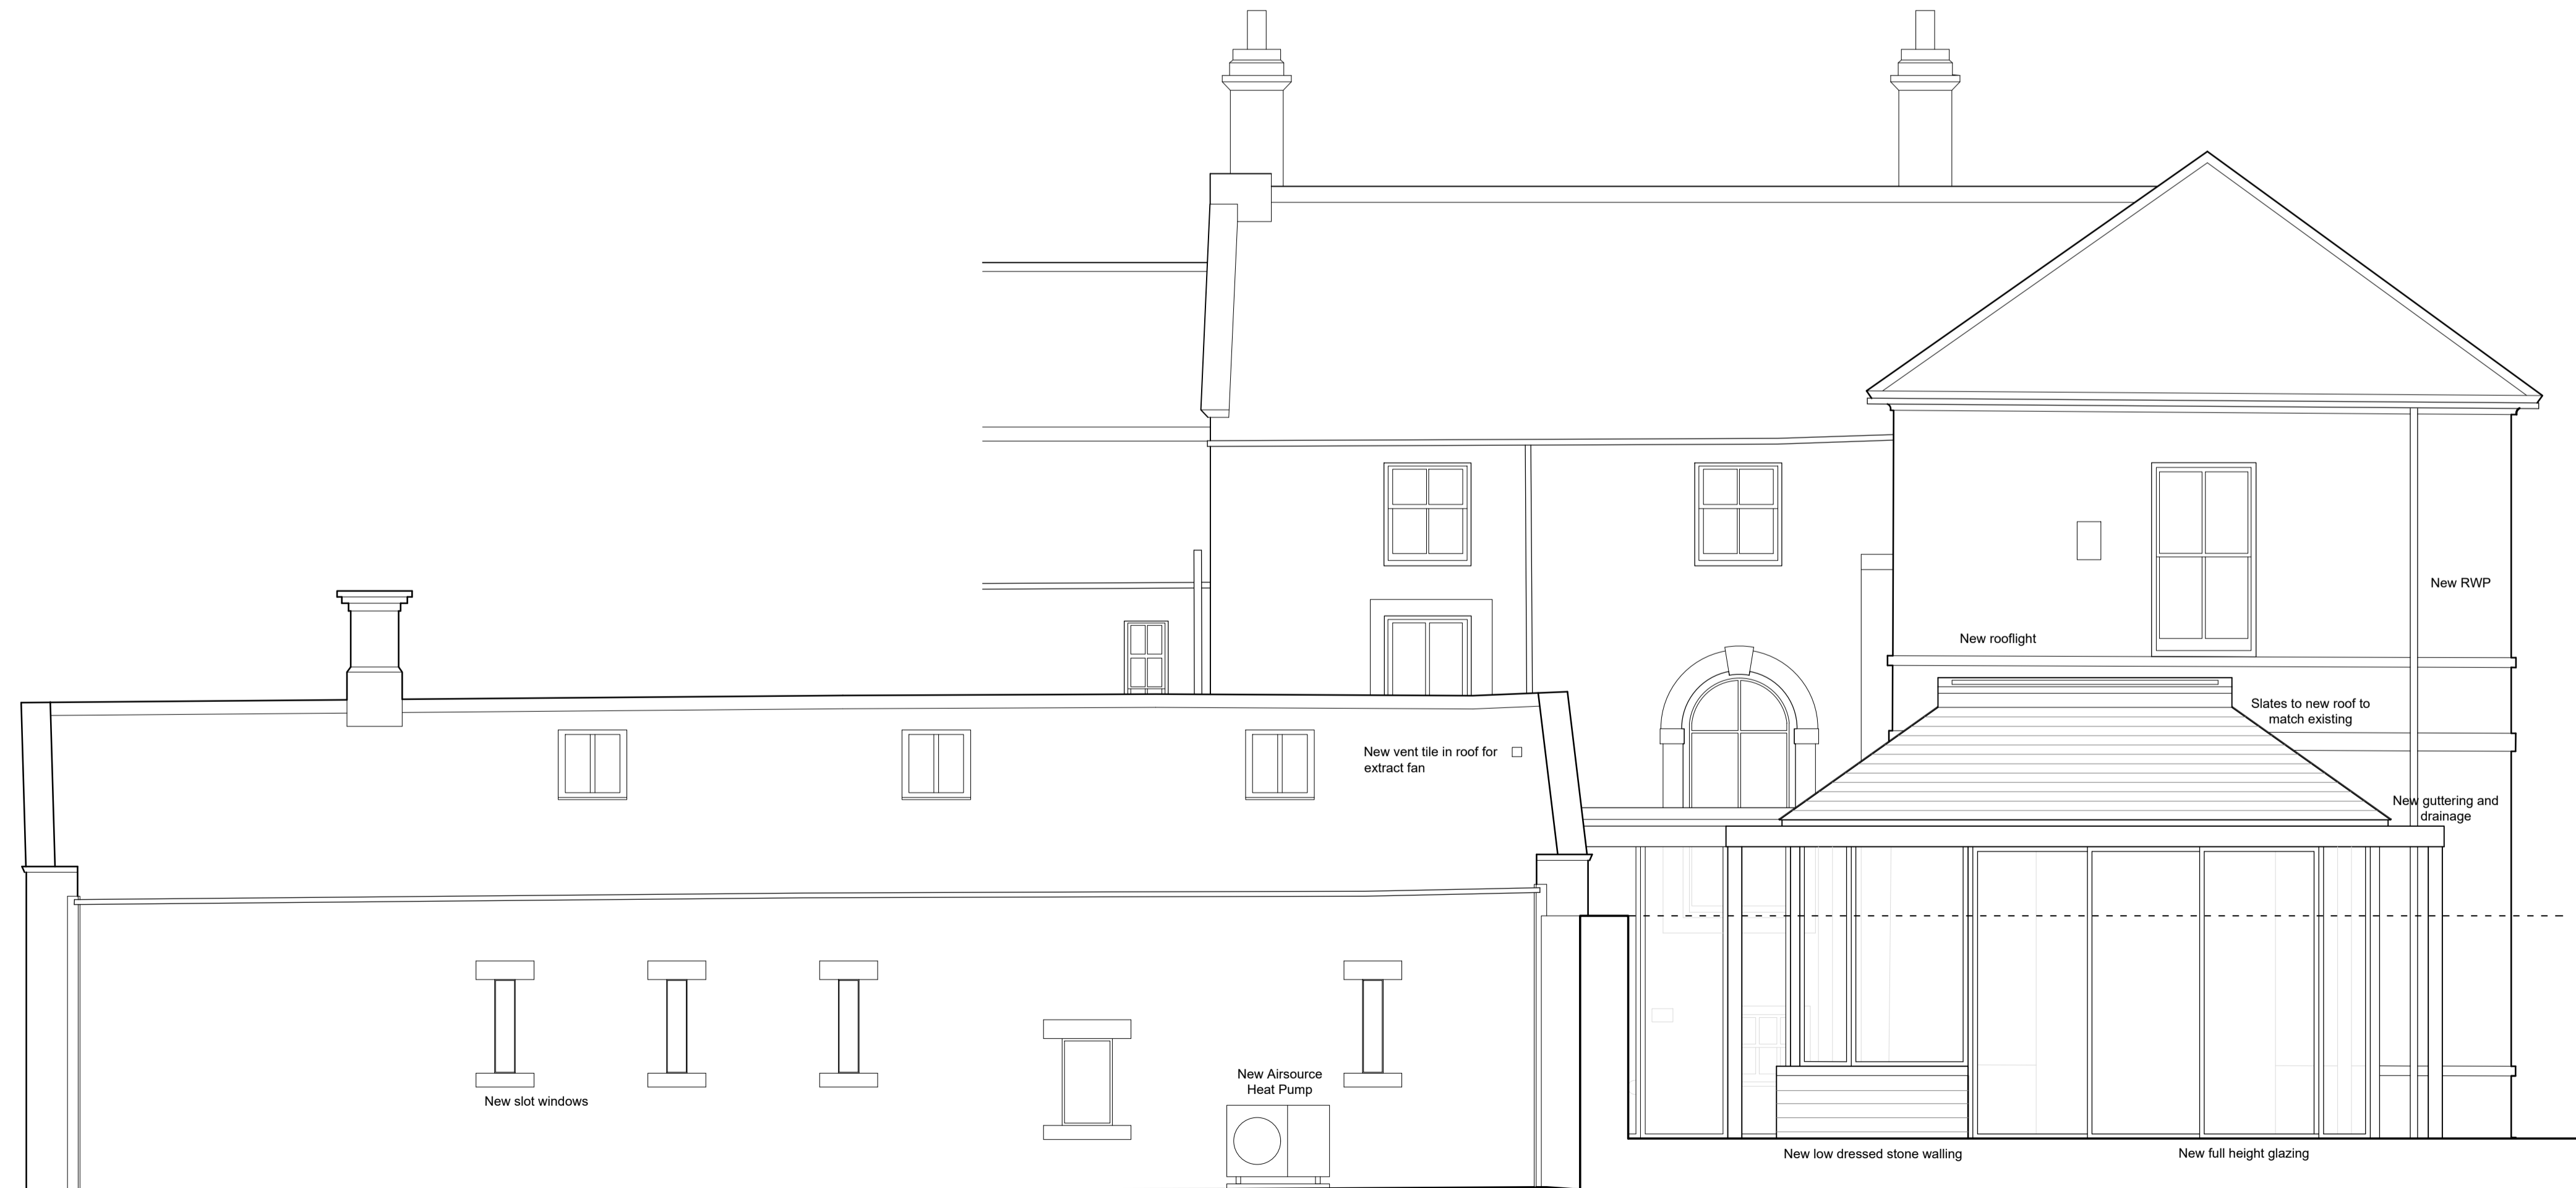 New RWP
New rooflight
Slates to new roof to
match existing
New vent tile in roof for
extract fan
New guttering and
drainage
New Airsource
Heat Pump
New slot windows
New low dressed stone walling
New full height glazing